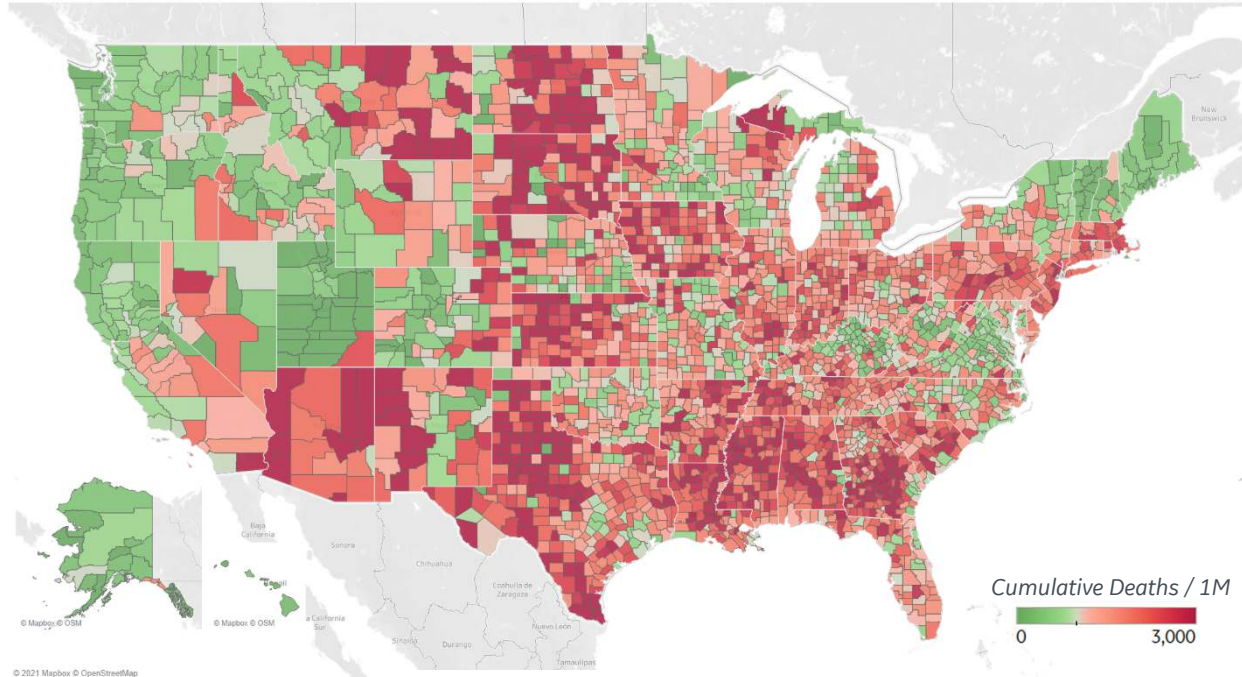 New
Brunswick
Baja
California
Sonora
Chihuahua
Coahuila de
Zaragoza
Nuevo León
Tamaulipas
Sinaloa
Durango
a California
Sur
© Mapbox © OSM
© Mapbox © OSM
Cumulative Deaths / 1M
0
3,000
© 2021 Mapbox © OpenStreetMap